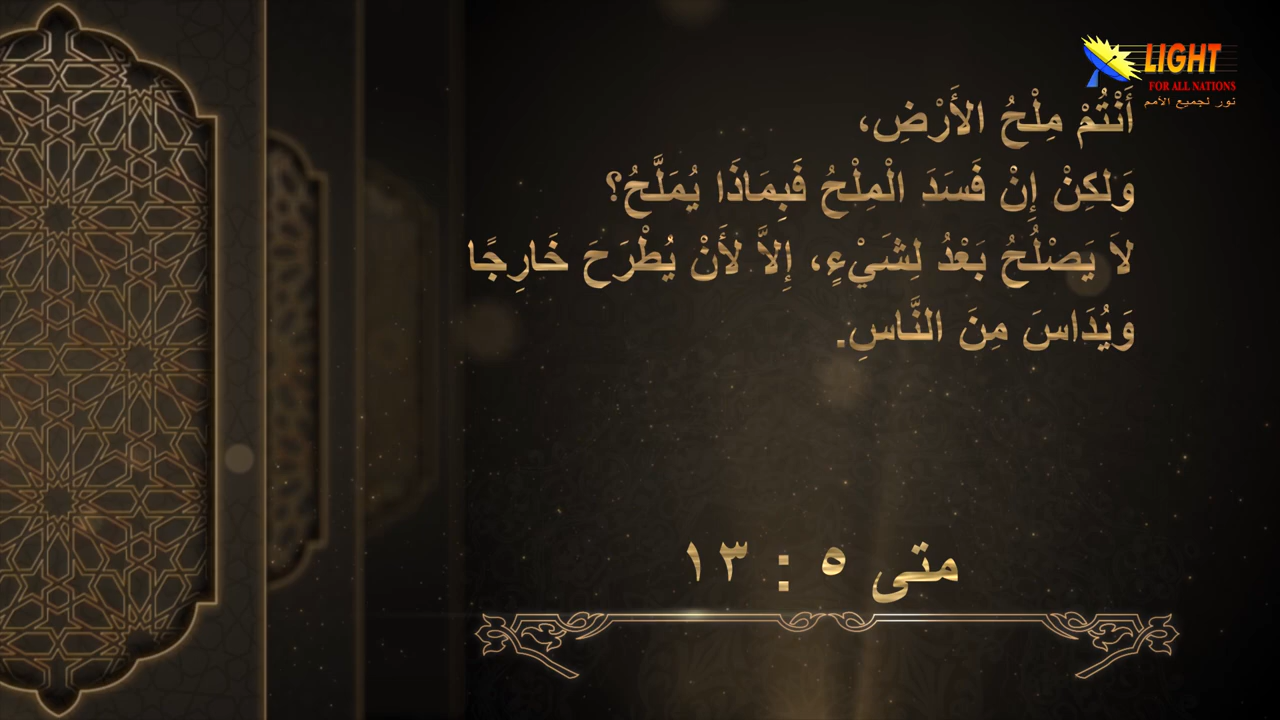 LIGHT
FOR ALL NATIONS
نور لجميع الأمم
أَنْتُمْ مِلْحُ الأَرْضِ،
وَلكِنْ إِنْ فَسَدَ الْمِلْحُ فَبِمَاذَا يُمَلَّحُ؟
لاَ يَصْلُحُ بَعْدُ لِشَيْءٍ، إِلاَّ لأَنْ يُطْرَحَ خَارِجًا
وَيُدَاسَ مِنَ النَّاسِ.
متى ٥ : ١٣